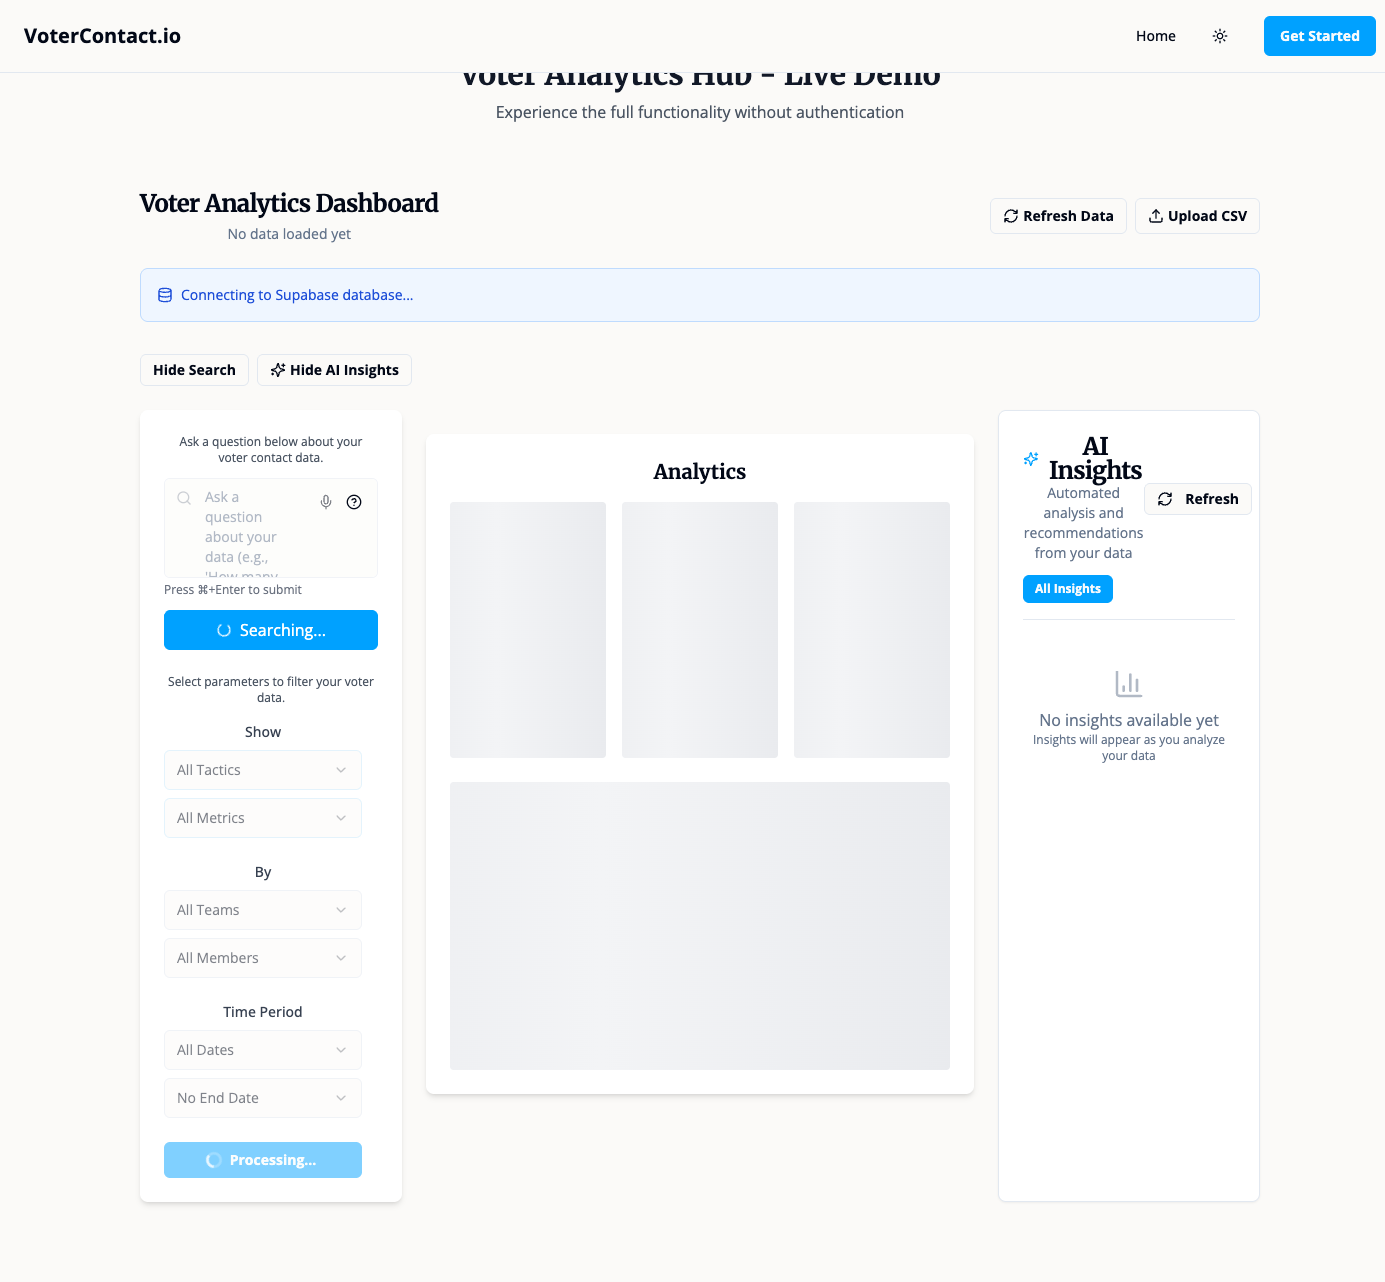 VoterContact.io
Home
Get Started
Voter Analytics Hub - Live Demo
Experience the full functionality without authentication
Voter Analytics Dashboard
No data loaded yet
Refresh Data
Upload CSV
Connecting to Supabase database...
Hide Search
Hide AI Insights
Ask a question below about your
voter contact data.
Ask a
question
about your
data (e.g.,
'How many
Press ⌘+Enter to submit
Searching...
Select parameters to filter your voter
data.
Show
All Tactics
All Metrics
By
All Teams
All Members
Time Period
All Dates
No End Date
Processing...
Analytics
AI
Insights
Automated
analysis and
recommendations
from your data
Refresh
All Insights
No insights available yet
Insights will appear as you analyze
your data